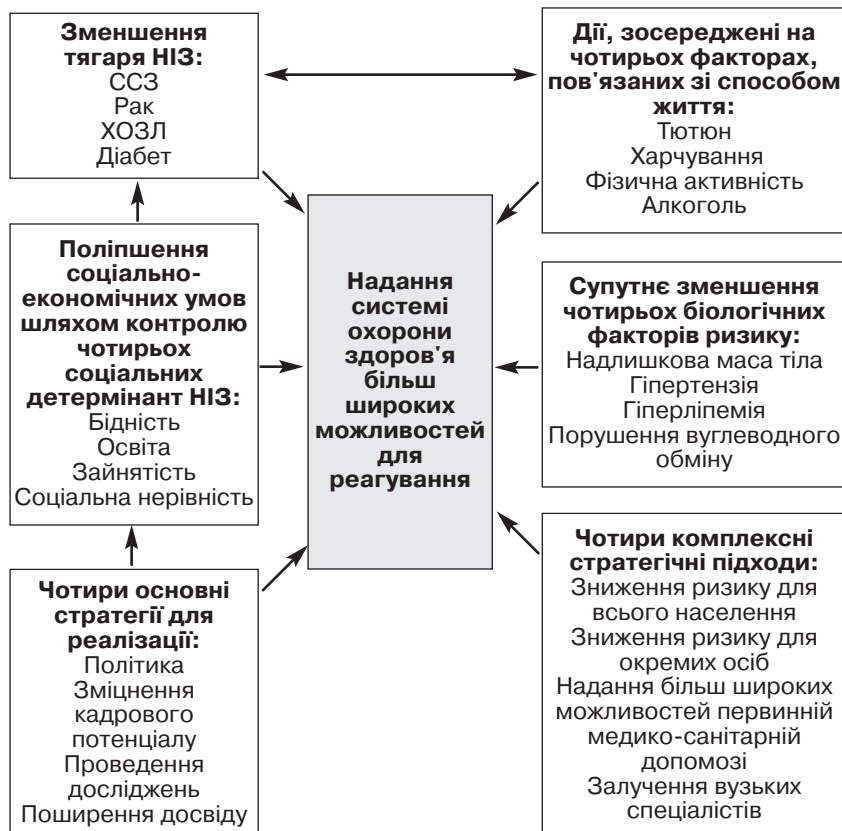 Зменшення
тягаря НІЗ:
ССЗ
Рак
ХОЗЛ
Діабет
Дії, зосереджені на
чотирьох факторах,
пов'язаних зі способом
життя:
Тютюн
Харчування
Фізична активність
Алкоголь
Поліпшення
соціально-
економічних умов
шляхом контролю
чотирьох
соціальних
детермінант НІЗ:
Бідність
Освіта
Зайнятість
Соціальна нерівність
Надання
системі
охорони
здоров'я
більш
широких
можливостей
для
реагування
Супутнє зменшення
чотирьох біологічних
факторів ризику:
Надлишкова маса тіла
Гіпертензія
Гіперліпемія
Порушення вуглеводного
обміну
Чотири основні
стратегії для
реалізації:
Політика
Зміцнення
кадрового
потенціалу
Проведення
досліджень
Поширення досвіду
Чотири комплексні
стратегічні підходи:
Зниження ризику для
всього населення
Зниження ризику для
окремих осіб
Надання більш широких
можливостей первинній
медико-санітарній
допомозі
Залучення вузьких
спеціалістів